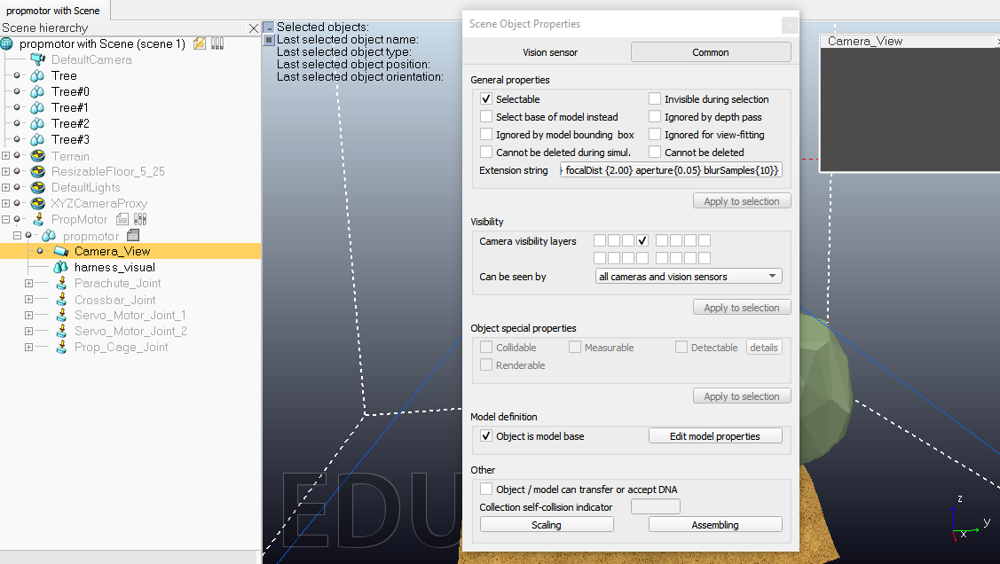 propmotor with Scene
Scene hierarchy
propmotor with Scene (scene 1)
DefaultCamera
Tree
Tree#0
Tree#1
Tree#2
Tree#3
Terrain
ResizableFloor_5_25
DefaultLights
XYZCameraProxy
PropMotor
propmotor
Camera_View
harness_visual
Parachute_Joint
Crossbar_Joint
Servo_Motor_Joint_1
Servo_Motor_Joint_2
Prop_Cage_Joint
Selected objects:
Last selected object name:
Last selected object type:
Last selected object position:
Last selected object orientation:
EDU
Scene Object Properties
Vision sensor Common
General properties
Selectable Invisible during selection
Select base of model instead Ignored by depth pass
Ignored by model bounding box Ignored for view-fitting
Cannot be deleted during simul. Cannot be deleted
Extension string focalDist {2.00} aperture{0.05} blurSamples{10}}
Apply to selection
Visibility
Camera visibility layers
Can be seen by all cameras and vision sensors
Apply to selection
Object special properties
Collidable Measurable Detectable details
Renderable
Apply to selection
Model definition
Object is model base Edit model properties
Other
Object / model can transfer or accept DNA
Collection self-collision indicator
Scaling Assembling
Camera_View
z
y
x